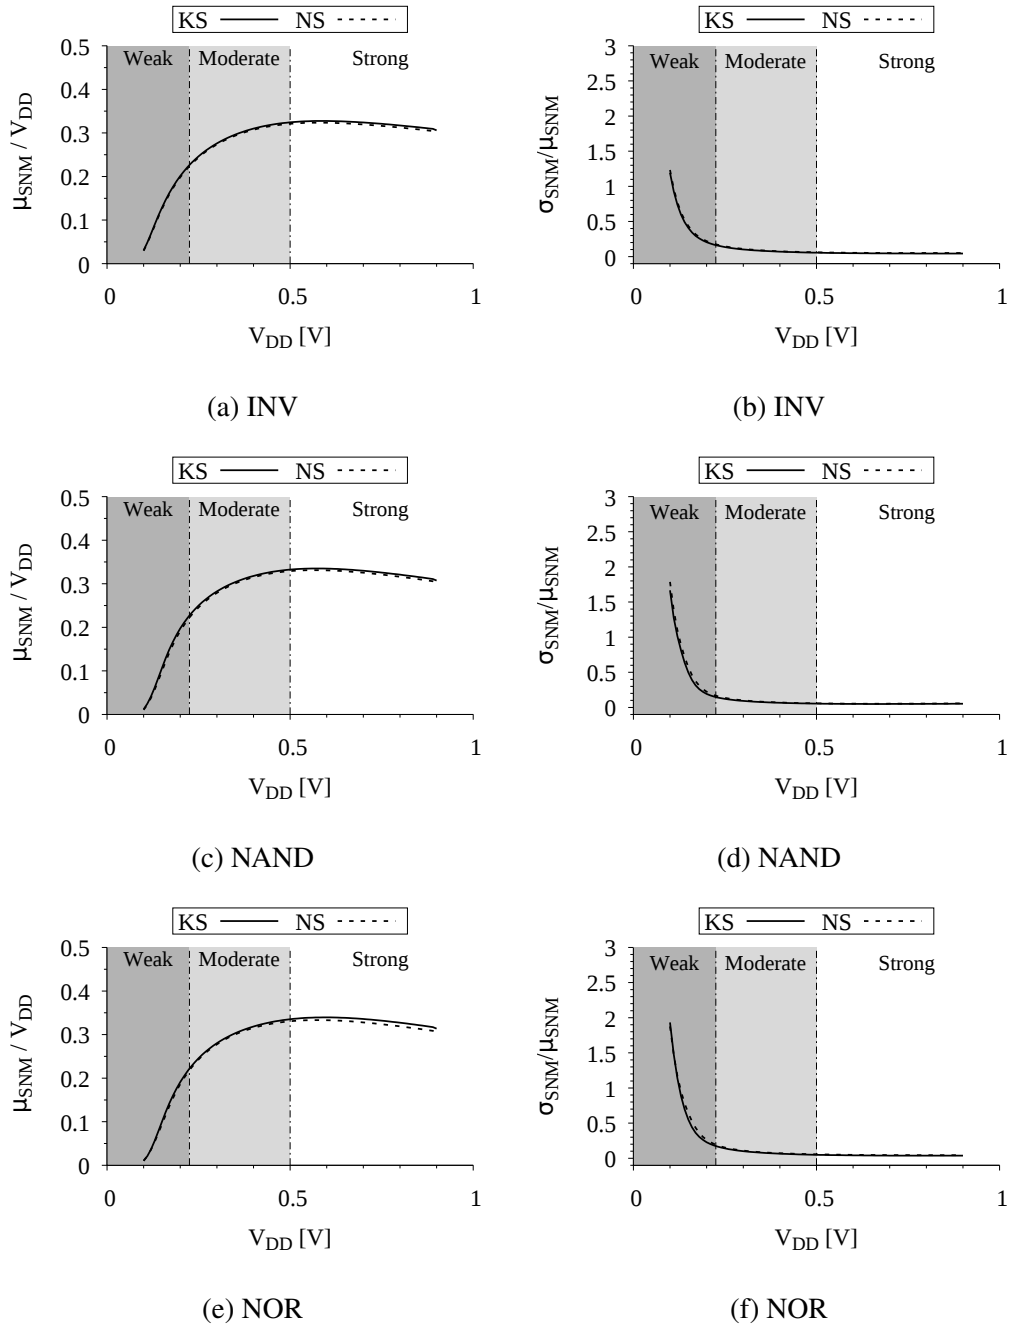 KS NS
0.5
0.4
0.3
0.2
0.1
0
μSNM / VDD
Weak Moderate Strong
0 0.5 1
VDD [V]
(a) INV
KS NS
3
2.5
2
1.5
1
0.5
0
σSNM/μSNM
Weak Moderate Strong
0 0.5 1
VDD [V]
(b) INV
KS NS
0.5
0.4
0.3
0.2
0.1
0
μSNM / VDD
Weak Moderate Strong
0 0.5 1
VDD [V]
(c) NAND
KS NS
3
2.5
2
1.5
1
0.5
0
σSNM/μSNM
Weak Moderate Strong
0 0.5 1
VDD [V]
(d) NAND
KS NS
0.5
0.4
0.3
0.2
0.1
0
μSNM / VDD
Weak Moderate Strong
0 0.5 1
VDD [V]
(e) NOR
KS NS
3
2.5
2
1.5
1
0.5
0
σSNM/μSNM
Weak Moderate Strong
0 0.5 1
VDD [V]
(f) NOR